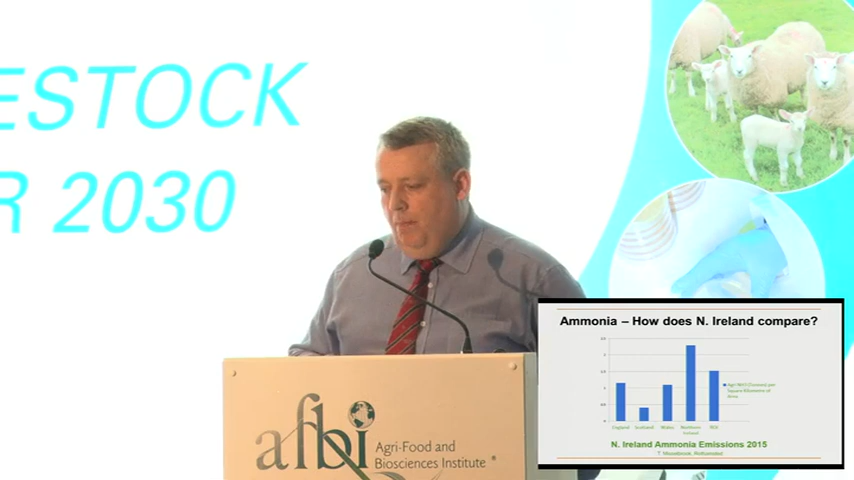 ESTOCK
R 2030
afbi
Agri-Food and
Biosciences Institute
Ammonia – How does N. Ireland compare?
England Scotland Wales Northern Ireland ROI
N. Ireland Ammonia Emissions 2015